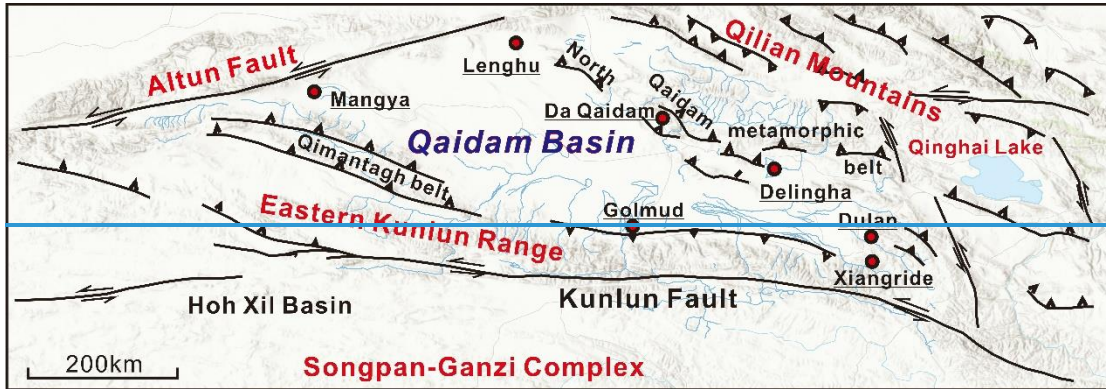 Altun Fault
Lenghu
North
Qilian Mountains
Mangya
Da Qaidam
Qaidam
Qaidam Basin
metamorphic
belt
Qinghai Lake
Qimantagh belt
Delingha
Golmud
Dulan
Eastern Kunlun Range
Xiangride
Hoh Xil Basin
Kunlun Fault
200km
Songpan-Ganzi Complex